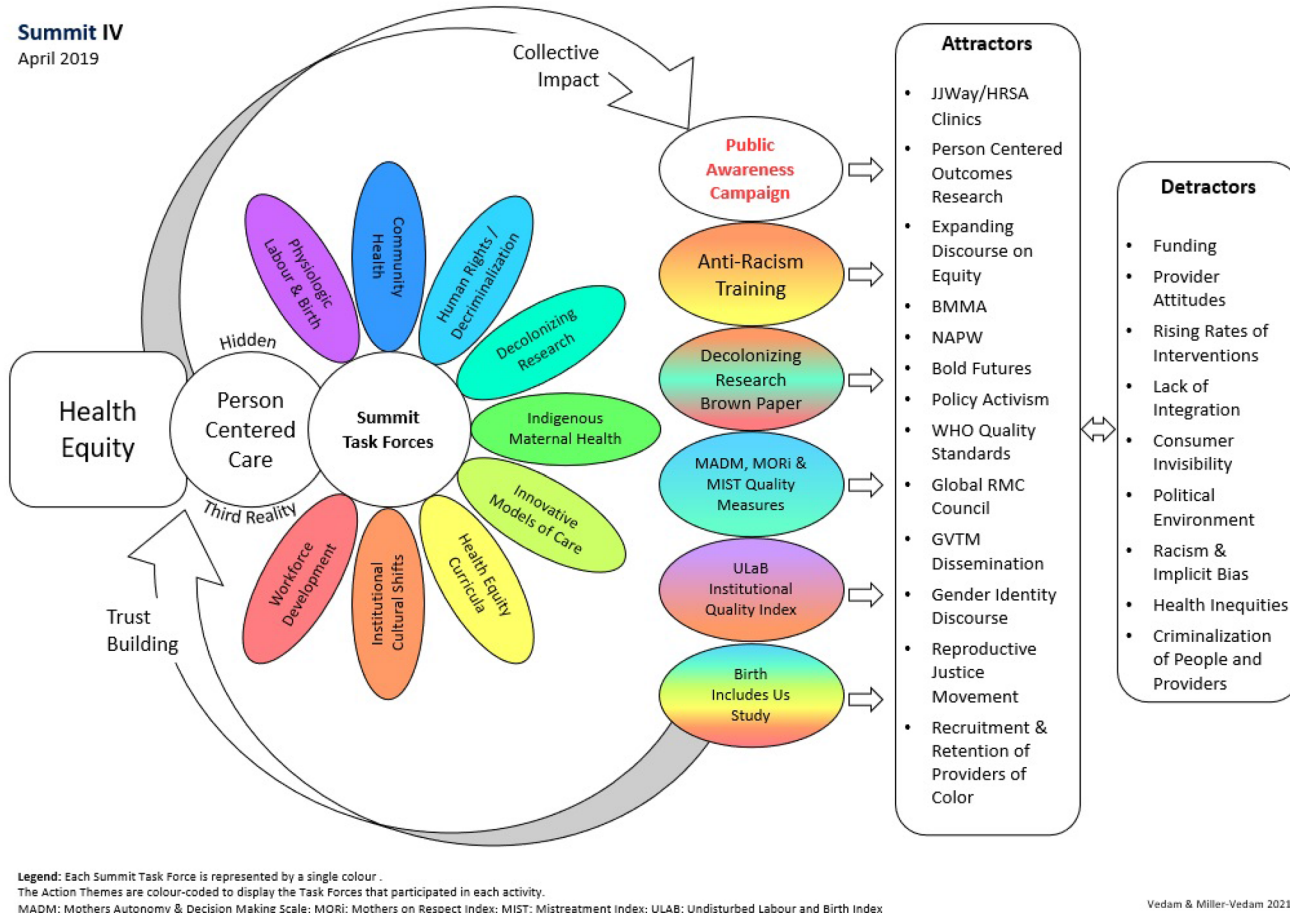 Summit IV
April 2019
Collective
Impact
Physiologic
Labour & Birth
Community
Health
Human Rights /
Decriminalization
Decolonizing
Research
Indigenous
Maternal Health
Innovative
Models of Care
Health Equity
Curricula
Institutional
Cultural Shifts
Workforce
Development
Health
Equity
Hidden
Person
Centered
Care
Third Reality
Summit
Task Forces
Trust
Building
Public
Awareness
Campaign
Anti-Racism
Training
Decolonizing
Research
Brown Paper
MADM, MORi &
MIST Quality
Measures
ULaB
Institutional
Quality Index
Birth
Includes Us
Study
Attractors
• JJWay/HRSA
Clinics
• Person Centered
Outcomes
Research
• Expanding
Discourse on
Equity
• BMMA
• NAPW
• Bold Futures
• Policy Activism
• WHO Quality
Standards
• Global RMC
Council
• GVTM
Dissemination
• Gender Identity
Discourse
• Reproductive
Justice
Movement
• Recruitment &
Retention of
Providers of
Color
Detractors
• Funding
• Provider
Attitudes
• Rising Rates of
Interventions
• Lack of
Integration
• Consumer
Invisibility
• Political
Environment
• Racism &
Implicit Bias
• Health Inequities
• Criminalization
of People and
Providers
Legend: Each Summit Task Force is represented by a single colour .
The Action Themes are colour-coded to display the Task Forces that participated in each activity.
MADM: Mothers Autonomy & Decision Making Scale; MORi: Mothers on Respect Index; MIST: Mistreatment Index; ULAB: Undisturbed Labour and Birth Index
Vedam & Miller-Vedam 2021